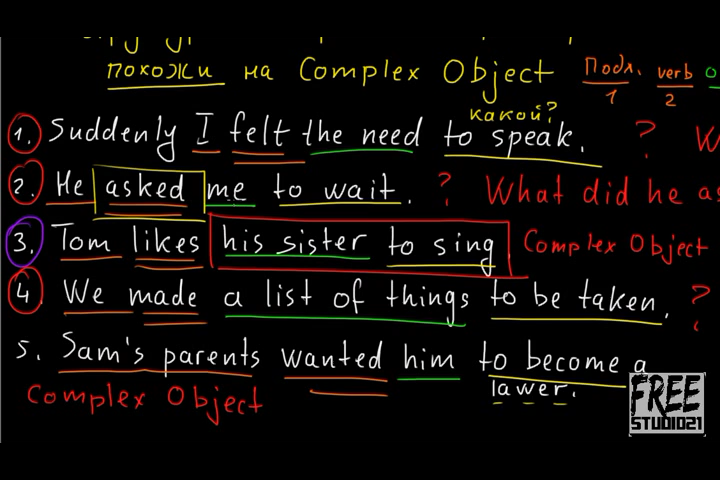 похожи на Complex Object Подл. verb
1 2
какой?
1. Suddenly I felt the need to speak. ?
2. He asked me to wait. ? What did he as
3. Tom likes his sister to sing Complex Object
4 We made a list of things to be taken. ?
5. Sam's parents wanted him to become a
lawer.
Complex Object
FREE
STUDIO21